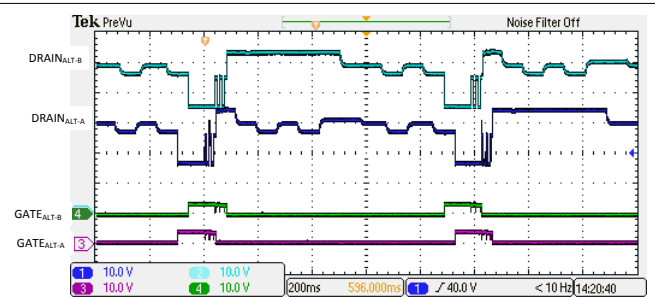 Tek PreVu
Noise Filter Off
T
T
DRAINALT-B
DRAINALT-A
GATEALT-B
4
GATEALT-A
3
1 10.0 V 2 10.0 V
3 10.0 V 4 10.0 V
200ms 596.000ms
1 / 40.0 V
< 10 Hz
14:20:40